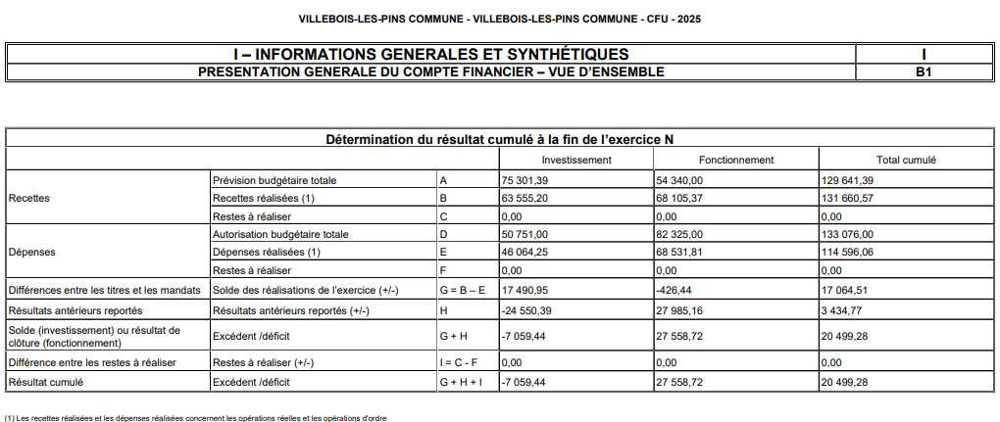 VILLEBOIS-LES-PINS COMMUNE - VILLEBOIS-LES-PINS COMMUNE - CFU - 2025
I – INFORMATIONS GENERALES ET SYNTHÉTIQUES I
PRESENTATION GENERALE DU COMPTE FINANCIER – VUE D'ENSEMBLE B1
Détermination du résultat cumulé à la fin de l'exercice N
Investissement Fonctionnement Total cumulé
Recettes Prévision budgétaire totale A 75 301,39 54 340,00 129 641,39
Recettes réalisées (1) B 63 555,20 68 105,37 131 660,57
Restes à réaliser C 0,00 0,00 0,00
Dépenses Autorisation budgétaire totale D 50 751,00 82 325,00 133 076,00
Dépenses réalisées (1) E 46 064,25 68 531,81 114 596,06
Restes à réaliser F 0,00 0,00 0,00
Différences entre les titres et les mandats Solde des réalisations de l'exercice (+/-) G = B – E 17 490,95 -426,44 17 064,51
Résultats antérieurs reportés Résultats antérieurs reportés (+/-) H -24 550,39 27 985,16 3 434,77
Solde (investissement) ou résultat de
clôture (fonctionnement) Excédent /déficit G + H -7 059,44 27 558,72 20 499,28
Différence entre les restes à réaliser Restes à réaliser (+/-) I = C - F 0,00 0,00 0,00
Résultat cumulé Excédent /déficit G + H + I -7 059,44 27 558,72 20 499,28
(1) Les recettes réalisées et les dépenses réalisées concernent les opérations réelles et les opérations d'ordre